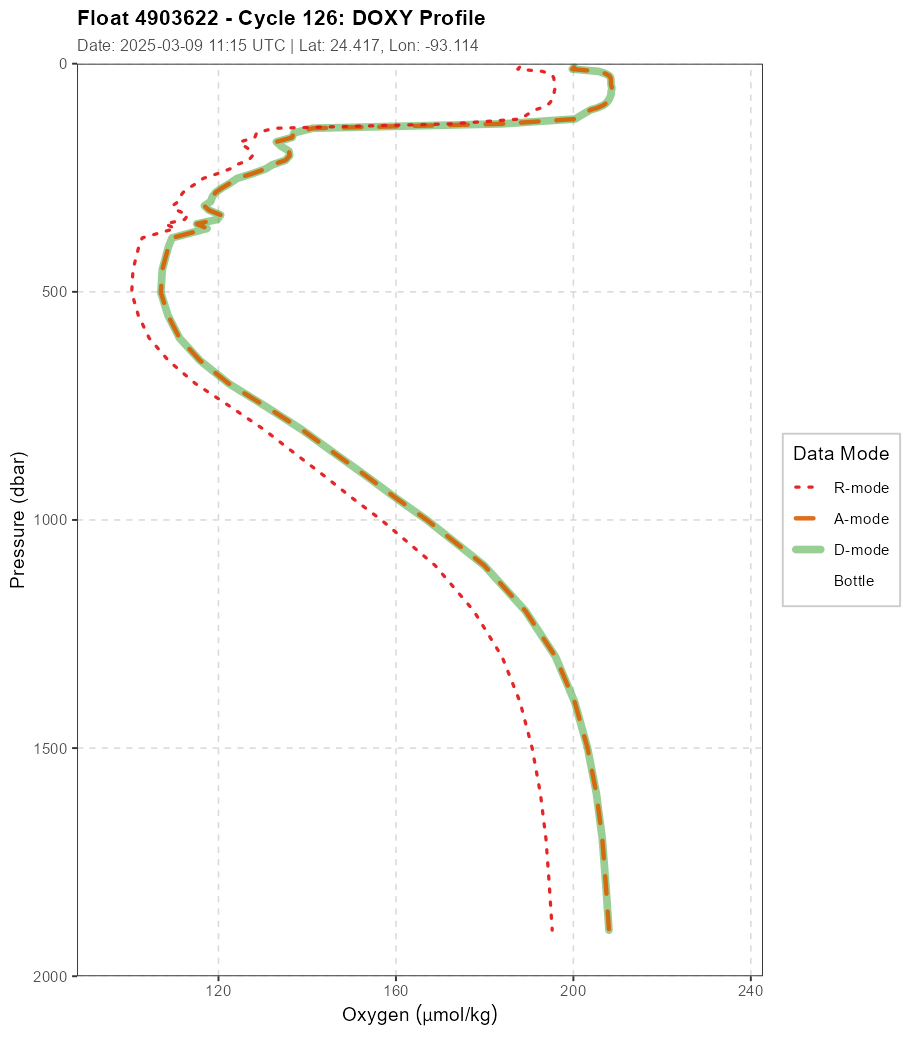 Float 4903622 - Cycle 126: DOXY Profile
Date: 2025-03-09 11:15 UTC | Lat: 24.417, Lon: -93.114
0
500
1000
1500
2000
Pressure (dbar)
120 160 200 240
Oxygen (μmol/kg)
Data Mode
R-mode
A-mode
D-mode
Bottle